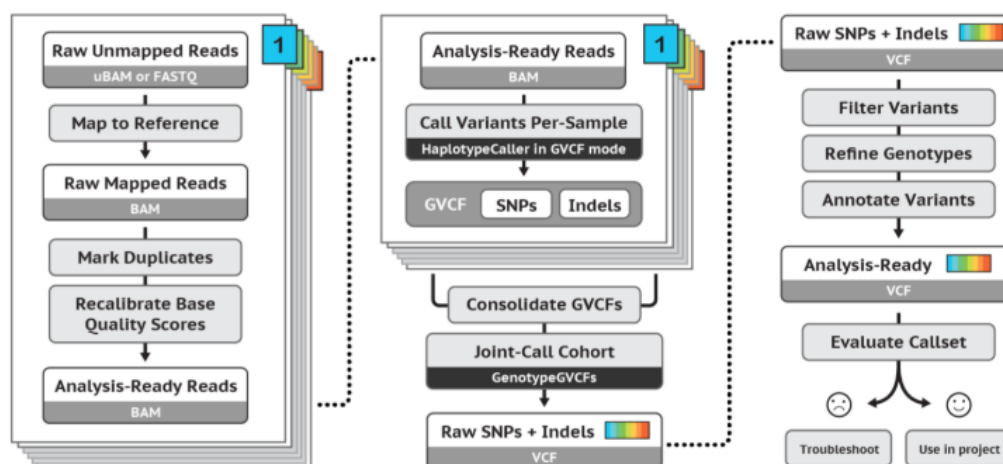 Raw Unmapped Reads
uBAM or FASTQ
1
Map to Reference
Raw Mapped Reads
BAM
Mark Duplicates
Recalibrate Base
Quality Scores
Analysis-Ready Reads
BAM
Analysis-Ready Reads
1
BAM
Call Variants Per-Sample
HaplotypeCaller in GVCF mode
GVCF SNPs Indels
Consolidate GVCFs
Joint-Call Cohort
GenotypeGVCFs
Raw SNPs + Indels
VCF
Raw SNPs + Indels
VCF
Filter Variants
Refine Genotypes
Annotate Variants
Analysis-Ready
VCF
Evaluate Callset
Troubleshoot
Use in project